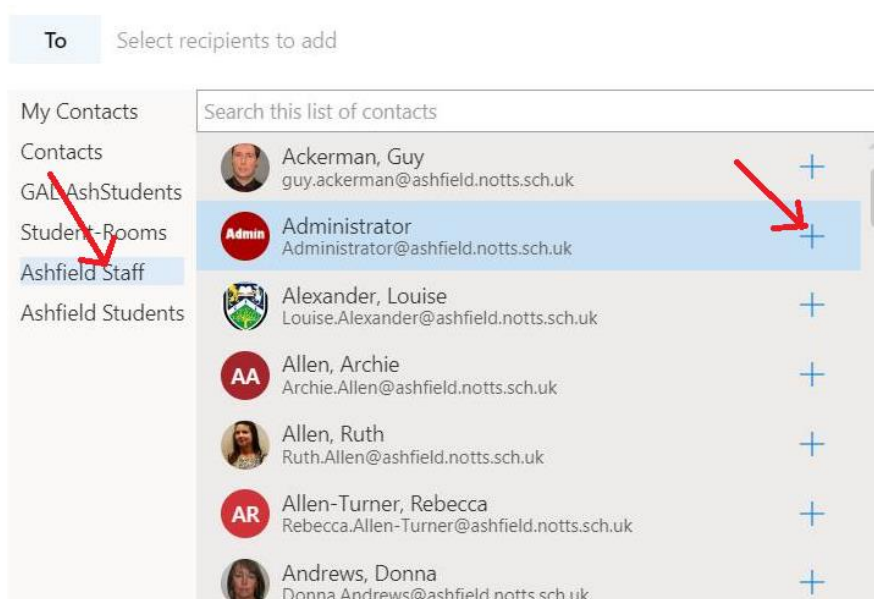 To Select recipients to add
My Contacts
Contacts
GAL-AshStudents
Student-Rooms
Ashfield Staff
Ashfield Students
Search this list of contacts
Ackerman, Guy
guy.ackerman@ashfield.notts.sch.uk
Admin
Administrator
Administrator@ashfield.notts.sch.uk
Alexander, Louise
Louise.Alexander@ashfield.notts.sch.uk
AA
Allen, Archie
Archie.Allen@ashfield.notts.sch.uk
Allen, Ruth
Ruth.Allen@ashfield.notts.sch.uk
AR
Allen-Turner, Rebecca
Rebecca.Allen-Turner@ashfield.notts.sch.uk
Andrews, Donna
Donna.Andrews@ashfield.notts.sch.uk